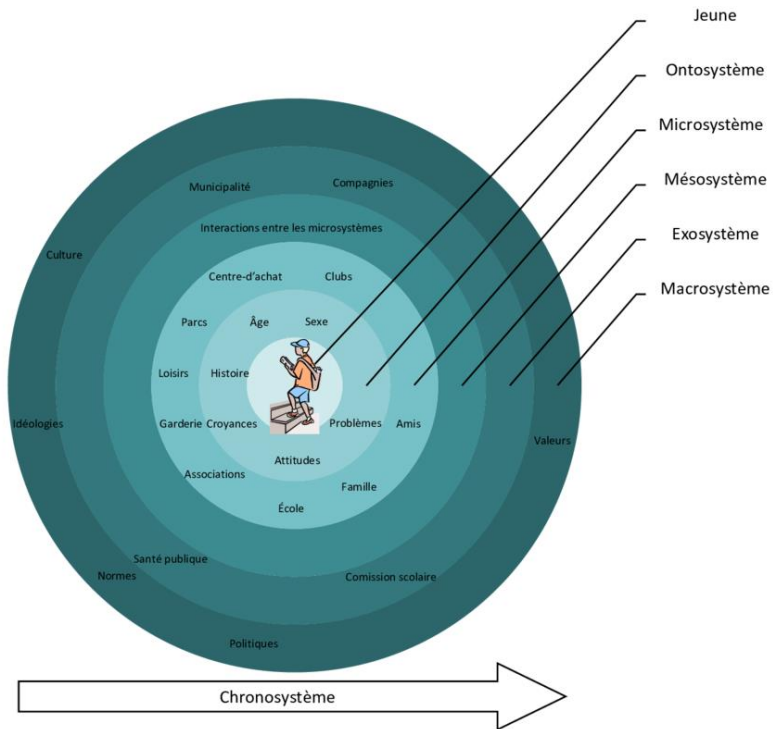 Jeune
Ontosystème
Microsystème
Mésosystème
Exosystème
Macrosystème
Municipalité
Compagnies
Interactions entre les microsystèmes
Culture
Centre-d'achat
Clubs
Parcs
Âge
Sexe
Loisirs
Histoire
Idéologies
Garderie
Croyances
Problèmes
Amis
Valeurs
Attitudes
Associations
Famille
École
Santé publique
Normes
Comission scolaire
Politiques
Chronosystème